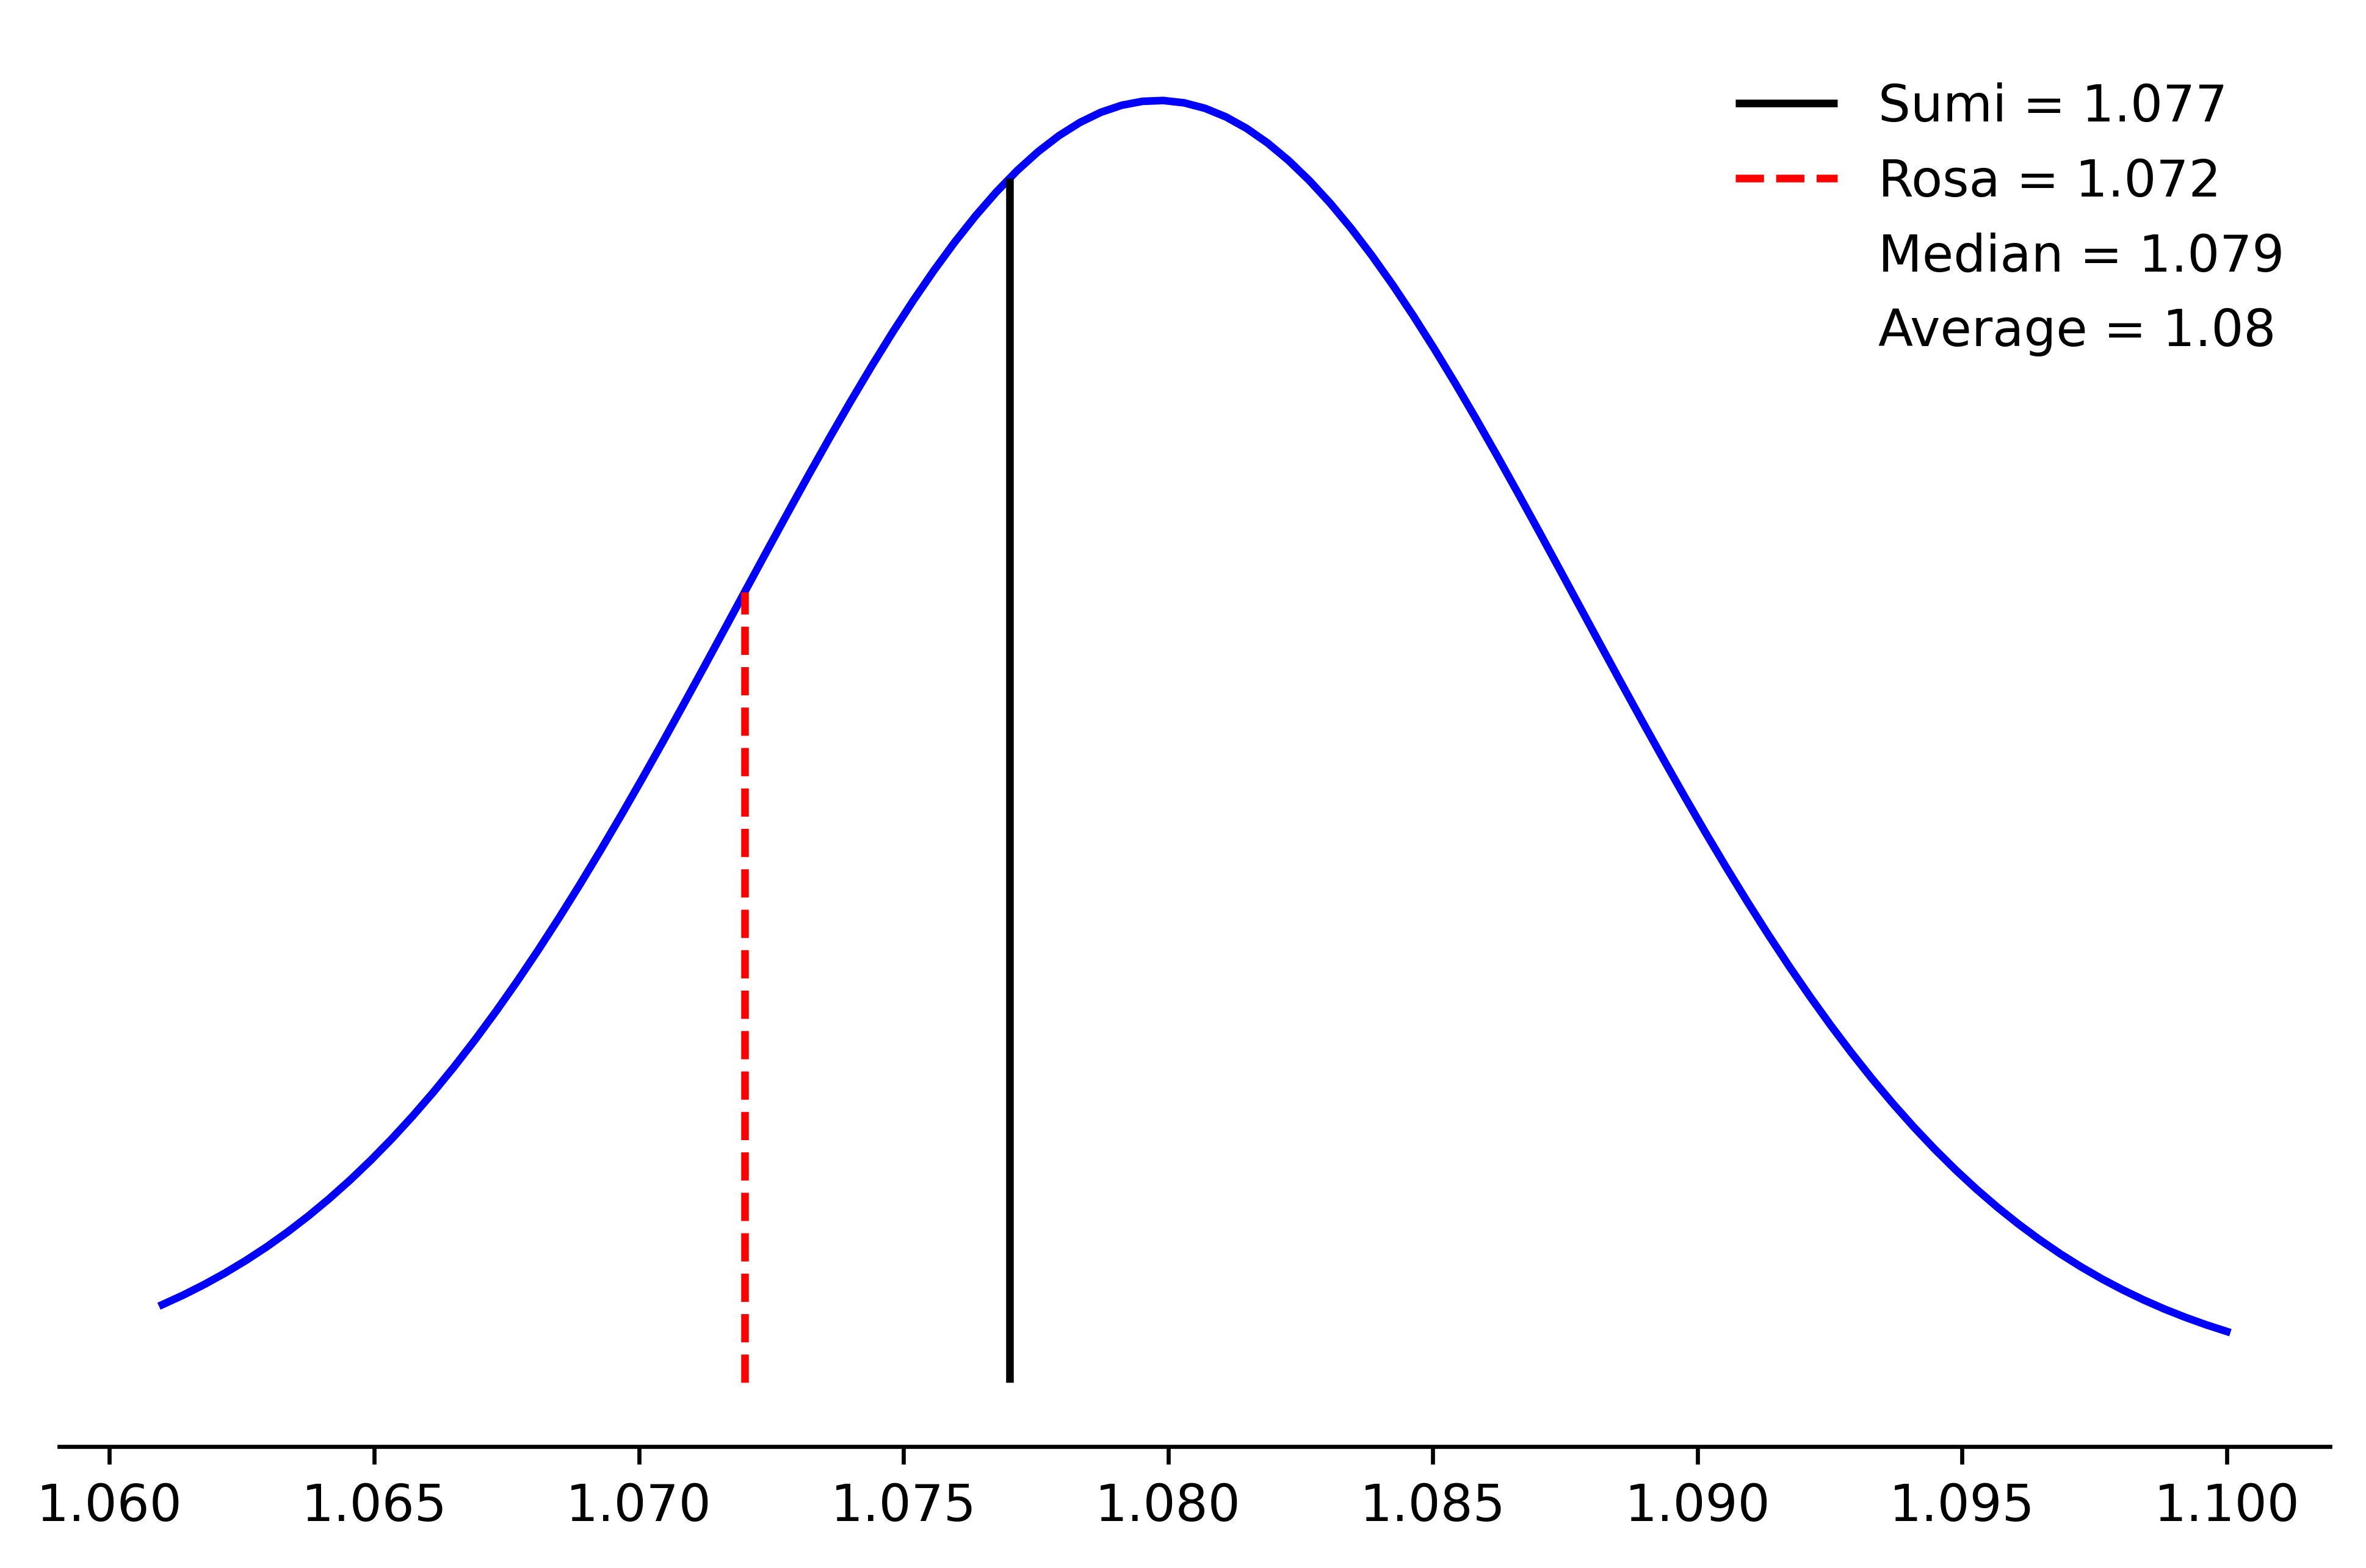 Sumi = 1.077
Rosa = 1.072
Median = 1.079
Average = 1.08
1.060 1.065 1.070 1.075 1.080 1.085 1.090 1.095 1.100